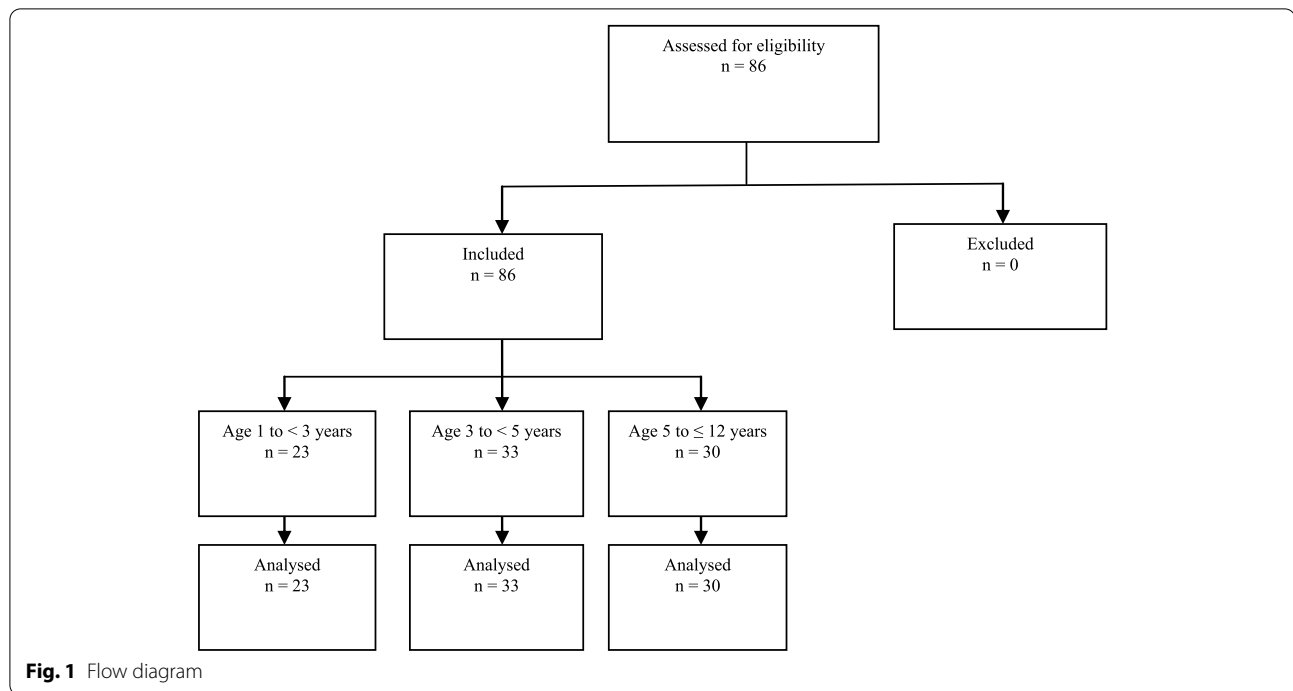 Assessed for eligibility
n = 86
Included
n = 86
Excluded
n = 0
Age 1 to < 3 years
n = 23
Age 3 to < 5 years
n = 33
Age 5 to ≤ 12 years
n = 30
Analysed
n = 23
Analysed
n = 33
Analysed
n = 30
Fig. 1 Flow diagram